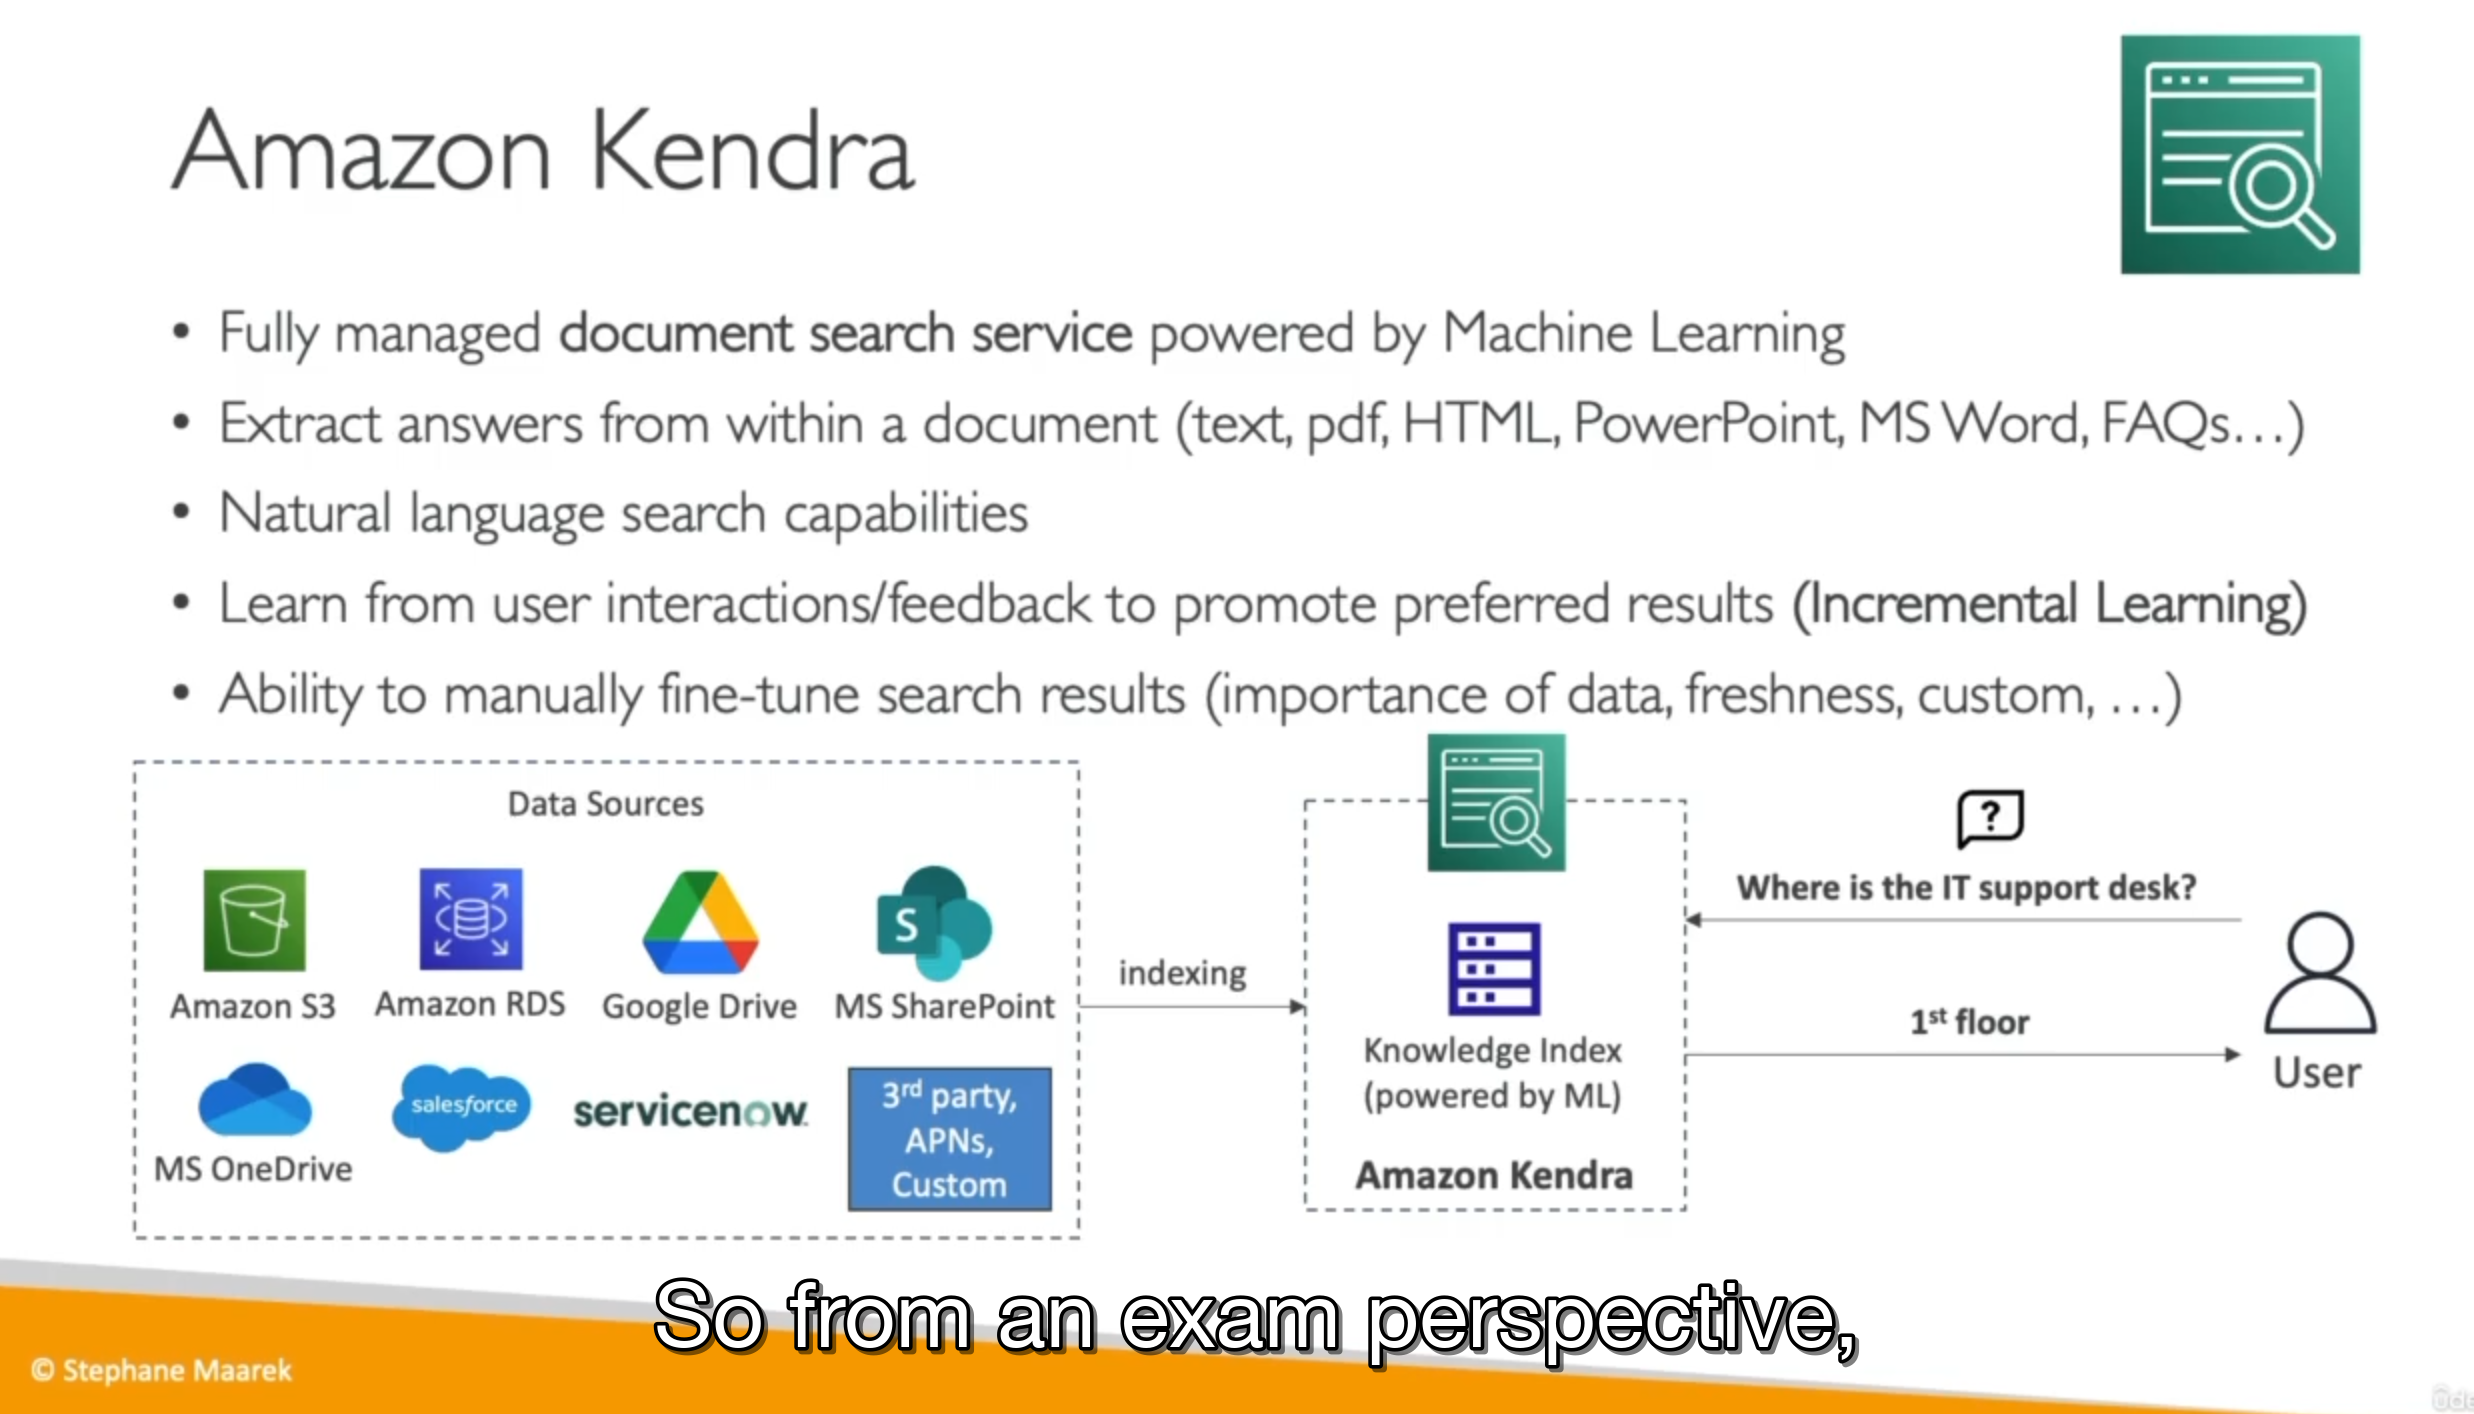 Amazon Kendra
• Fully managed document search service powered by Machine Learning
• Extract answers from within a document (text, pdf, HTML, PowerPoint, MS Word, FAQs…)
• Natural language search capabilities
• Learn from user interactions/feedback to promote preferred results (Incremental Learning)
• Ability to manually fine-tune search results (importance of data, freshness, custom, …)
Data Sources
Amazon S3
Amazon RDS
Google Drive
S
MS SharePoint
MS OneDrive
salesforce
servicenow
3rd party,
APNs,
Custom
indexing
Knowledge Index
(powered by ML)
Amazon Kendra
?
Where is the IT support desk?
1st floor
User
So from an exam perspective,
© Stephane Maarek